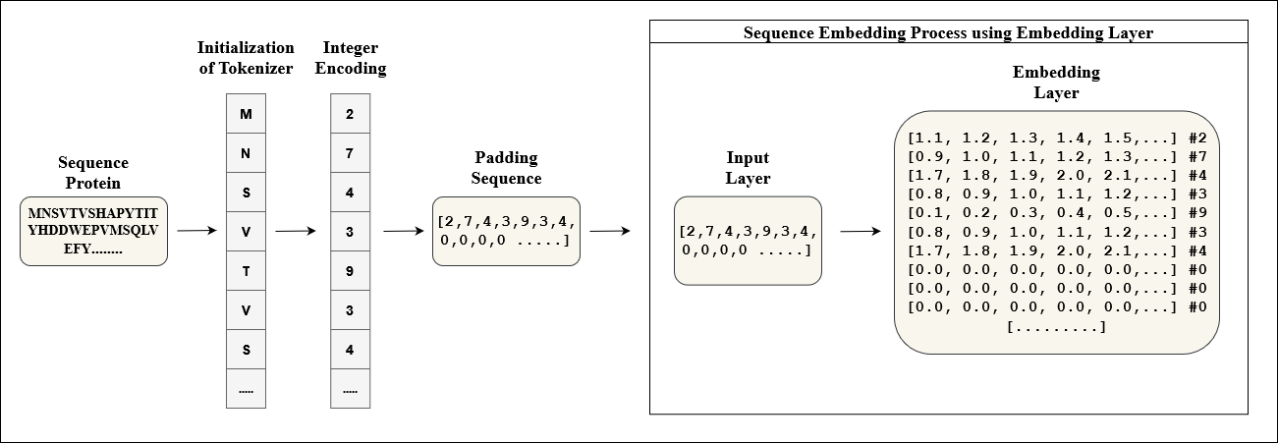 Sequence Embedding Process using Embedding Layer
Initialization
of Tokenizer
Integer
Encoding
Embedding
Layer
M
N
S
V
T
V
S
.....
2
7
4
3
9
3
4
.....
Sequence
Protein
MNSVTVSHAPYTIT
YHDDWEPVMSQLV
EFY........
Padding
Sequence
[2,7,4,3,9,3,4,
0,0,0,0 .....]
Input
Layer
[2,7,4,3,9,3,4,
0,0,0,0 .....]
[1.1, 1.2, 1.3, 1.4, 1.5,...] #2
[0.9, 1.0, 1.1, 1.2, 1.3,...] #7
[1.7, 1.8, 1.9, 2.0, 2.1,...] #4
[0.8, 0.9, 1.0, 1.1, 1.2,...] #3
[0.1, 0.2, 0.3, 0.4, 0.5,...] #9
[0.8, 0.9, 1.0, 1.1, 1.2,...] #3
[1.7, 1.8, 1.9, 2.0, 2.1,...] #4
[0.0, 0.0, 0.0, 0.0, 0.0,...] #0
[0.0, 0.0, 0.0, 0.0, 0.0,...] #0
[0.0, 0.0, 0.0, 0.0, 0.0,...] #0
[.........]